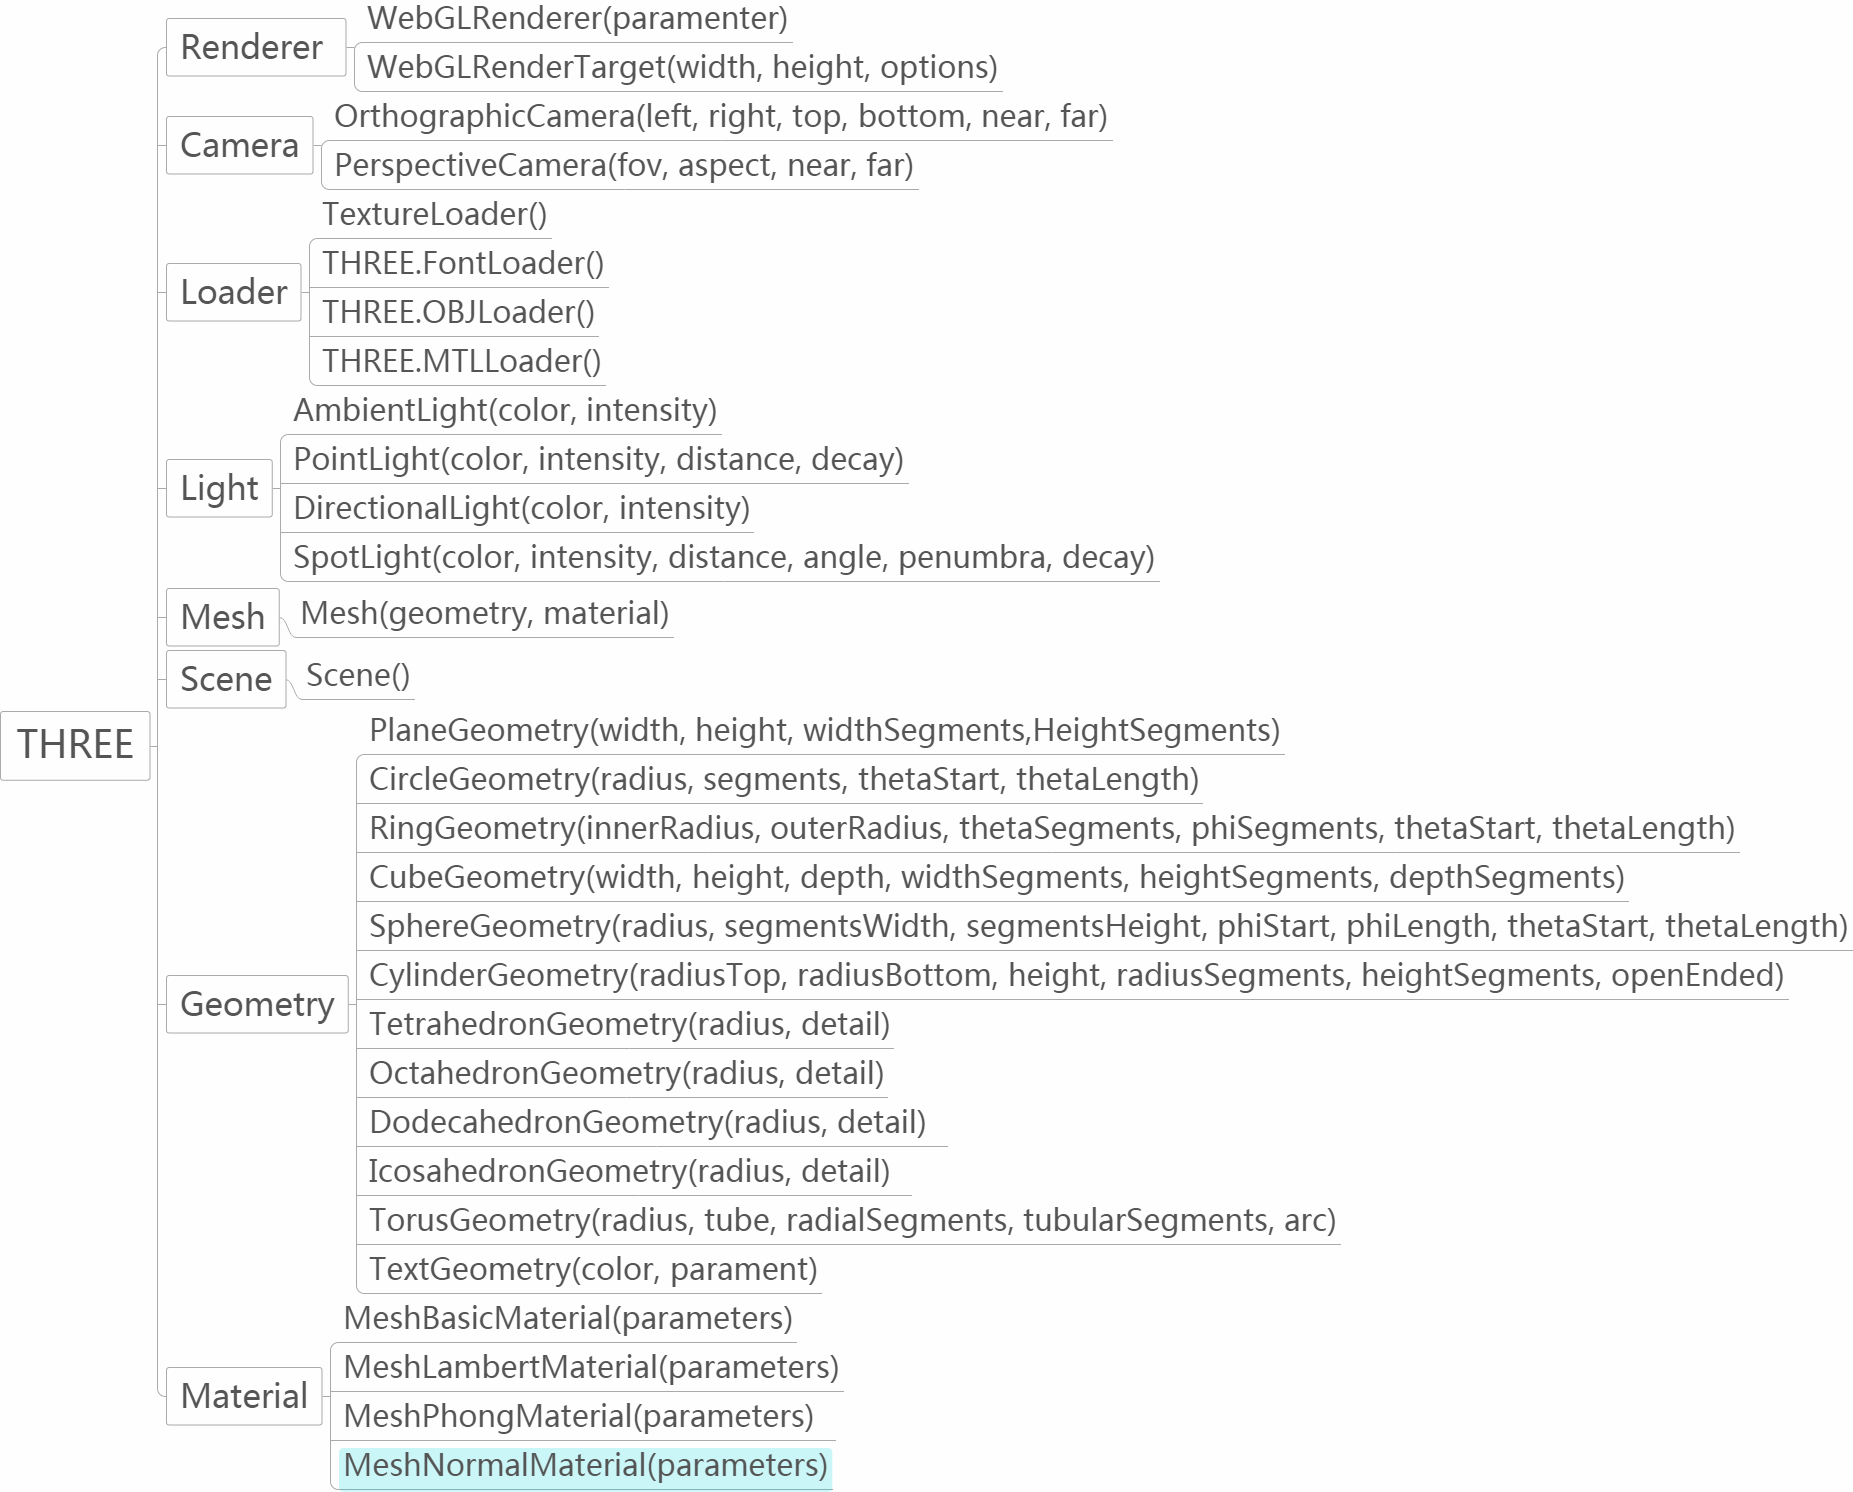 THREE
Renderer
WebGLRenderer(paramenter)
WebGLRenderTarget(width, height, options)
Camera
OrthographicCamera(left, right, top, bottom, near, far)
PerspectiveCamera(fov, aspect, near, far)
Loader
TextureLoader()
THREE.FontLoader()
THREE.OBJLoader()
THREE.MTLLoader()
Light
AmbientLight(color, intensity)
PointLight(color, intensity, distance, decay)
DirectionalLight(color, intensity)
SpotLight(color, intensity, distance, angle, penumbra, decay)
Mesh
Mesh(geometry, material)
Scene
Scene()
Geometry
PlaneGeometry(width, height, widthSegments,HeightSegments)
CircleGeometry(radius, segments, thetaStart, thetaLength)
RingGeometry(innerRadius, outerRadius, thetaSegments, phiSegments, thetaStart, thetaLength)
CubeGeometry(width, height, depth, widthSegments, heightSegments, depthSegments)
SphereGeometry(radius, segmentsWidth, segmentsHeight, phiStart, phiLength, thetaStart, thetaLength)
CylinderGeometry(radiusTop, radiusBottom, height, radiusSegments, heightSegments, openEnded)
TetrahedronGeometry(radius, detail)
OctahedronGeometry(radius, detail)
DodecahedronGeometry(radius, detail)
IcosahedronGeometry(radius, detail)
TorusGeometry(radius, tube, radialSegments, tubularSegments, arc)
TextGeometry(color, parament)
Material
MeshBasicMaterial(parameters)
MeshLambertMaterial(parameters)
MeshPhongMaterial(parameters)
MeshNormalMaterial(parameters)